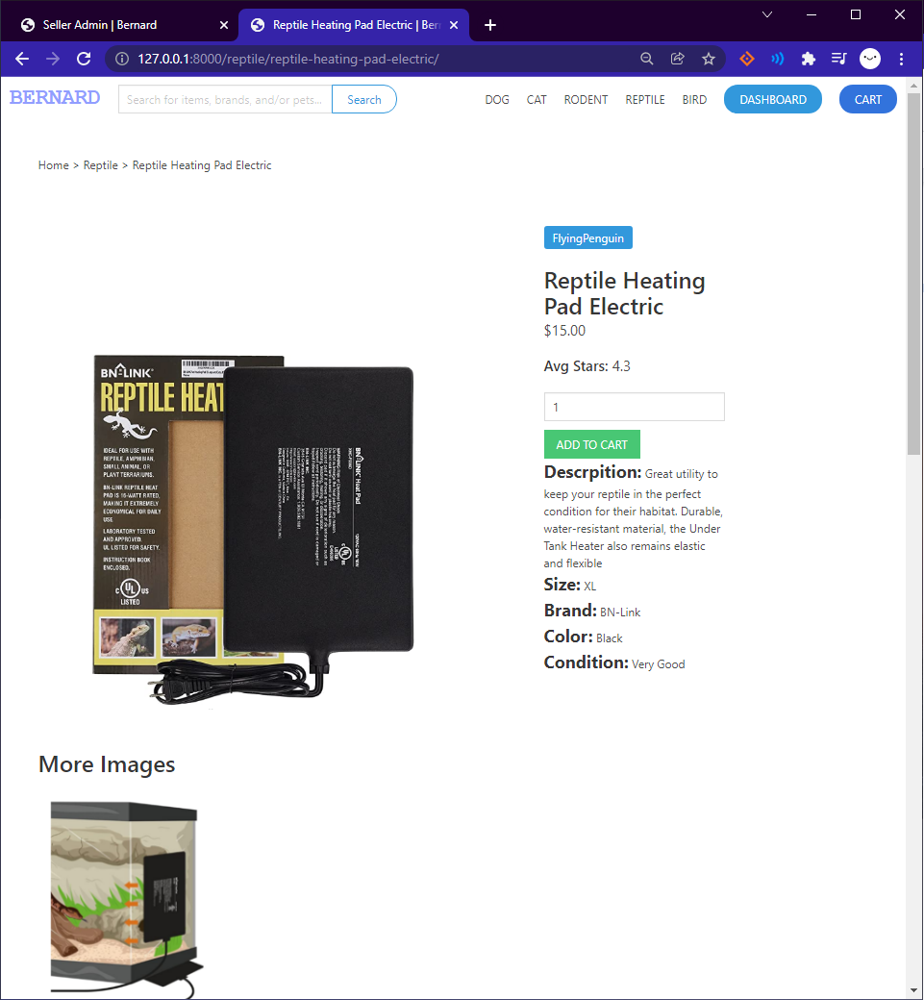 Seller Admin | Bernard
Reptile Heating Pad Electric | Ber
127.0.0.1:8000/reptile/reptile-heating-pad-electric/
BERNARD
Search for items, brands, and/or pets...
Search
DOG CAT RODENT REPTILE BIRD DASHBOARD CART
Home > Reptile > Reptile Heating Pad Electric
FlyingPenguin
Reptile Heating
Pad Electric
$15.00
Avg Stars: 4.3
1
ADD TO CART
Descrpition: Great utility to
keep your reptile in the perfect
condition for their habitat. Durable,
water-resistant material, the Under
Tank Heater also remains elastic
and flexible
Size: XL
Brand: BN-Link
Color: Black
Condition: Very Good
BN-LINK
REPTILE HEAT
IDEAL FOR USE WITH
REPTILE, AMPHIBIAN,
SMALL ANIMAL, OR
PLANT TERRARIUMS.
BN-LINK REPTILE HEAT
PAD IS 16-WATT RATED,
MAKING IT EXTREMELY
ECONOMICAL FOR DAILY
USE
LABORATORY TESTED
AND APPROVED.
UL LISTED FOR SAFETY.
INSTRUCTION BOOK
ENCLOSED.
C UL US
LISTED
BN-LINK Heat Pad
More Images